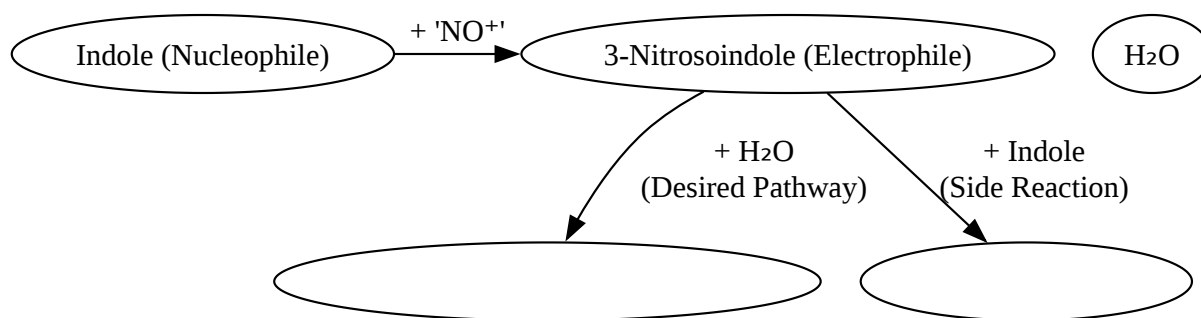 + 'NO⁺'
Indole (Nucleophile)
3-Nitrosoindole (Electrophile)
H₂O
+ H₂O
(Desired Pathway)
+ Indole
(Side Reaction)